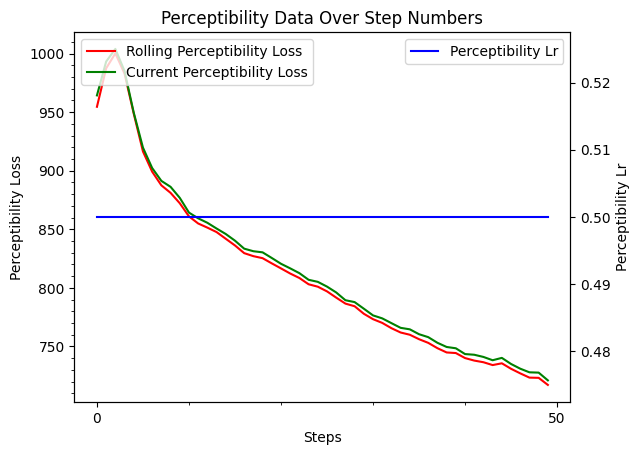 Perceptibility Data Over Step Numbers
Rolling Perceptibility Loss
Current Perceptibility Loss
Perceptibility Lr
1000
950
900
850
800
750
Perceptibility Loss
0.52
0.51
0.50
0.49
0.48
Perceptibility Lr
0
50
Steps